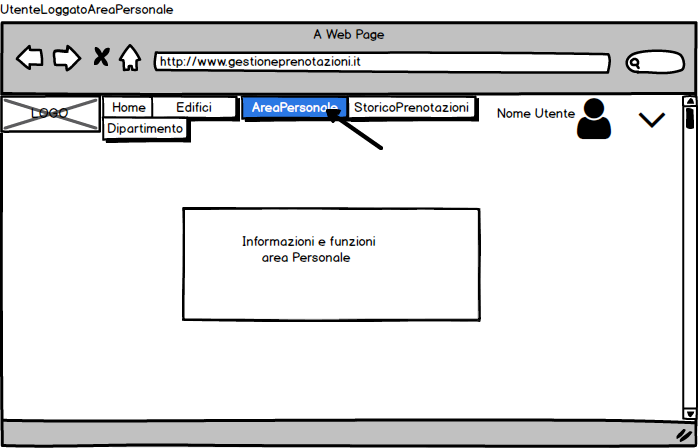 UtenteLoggatoAreaPersonale
A Web Page
http://www.gestioneprenotazioni.it
LOGO
Home
Edifici
AreaPersonale
StoricoPrenotazioni
Nome Utente
Dipartimento
Informazioni e funzioni
area Personale